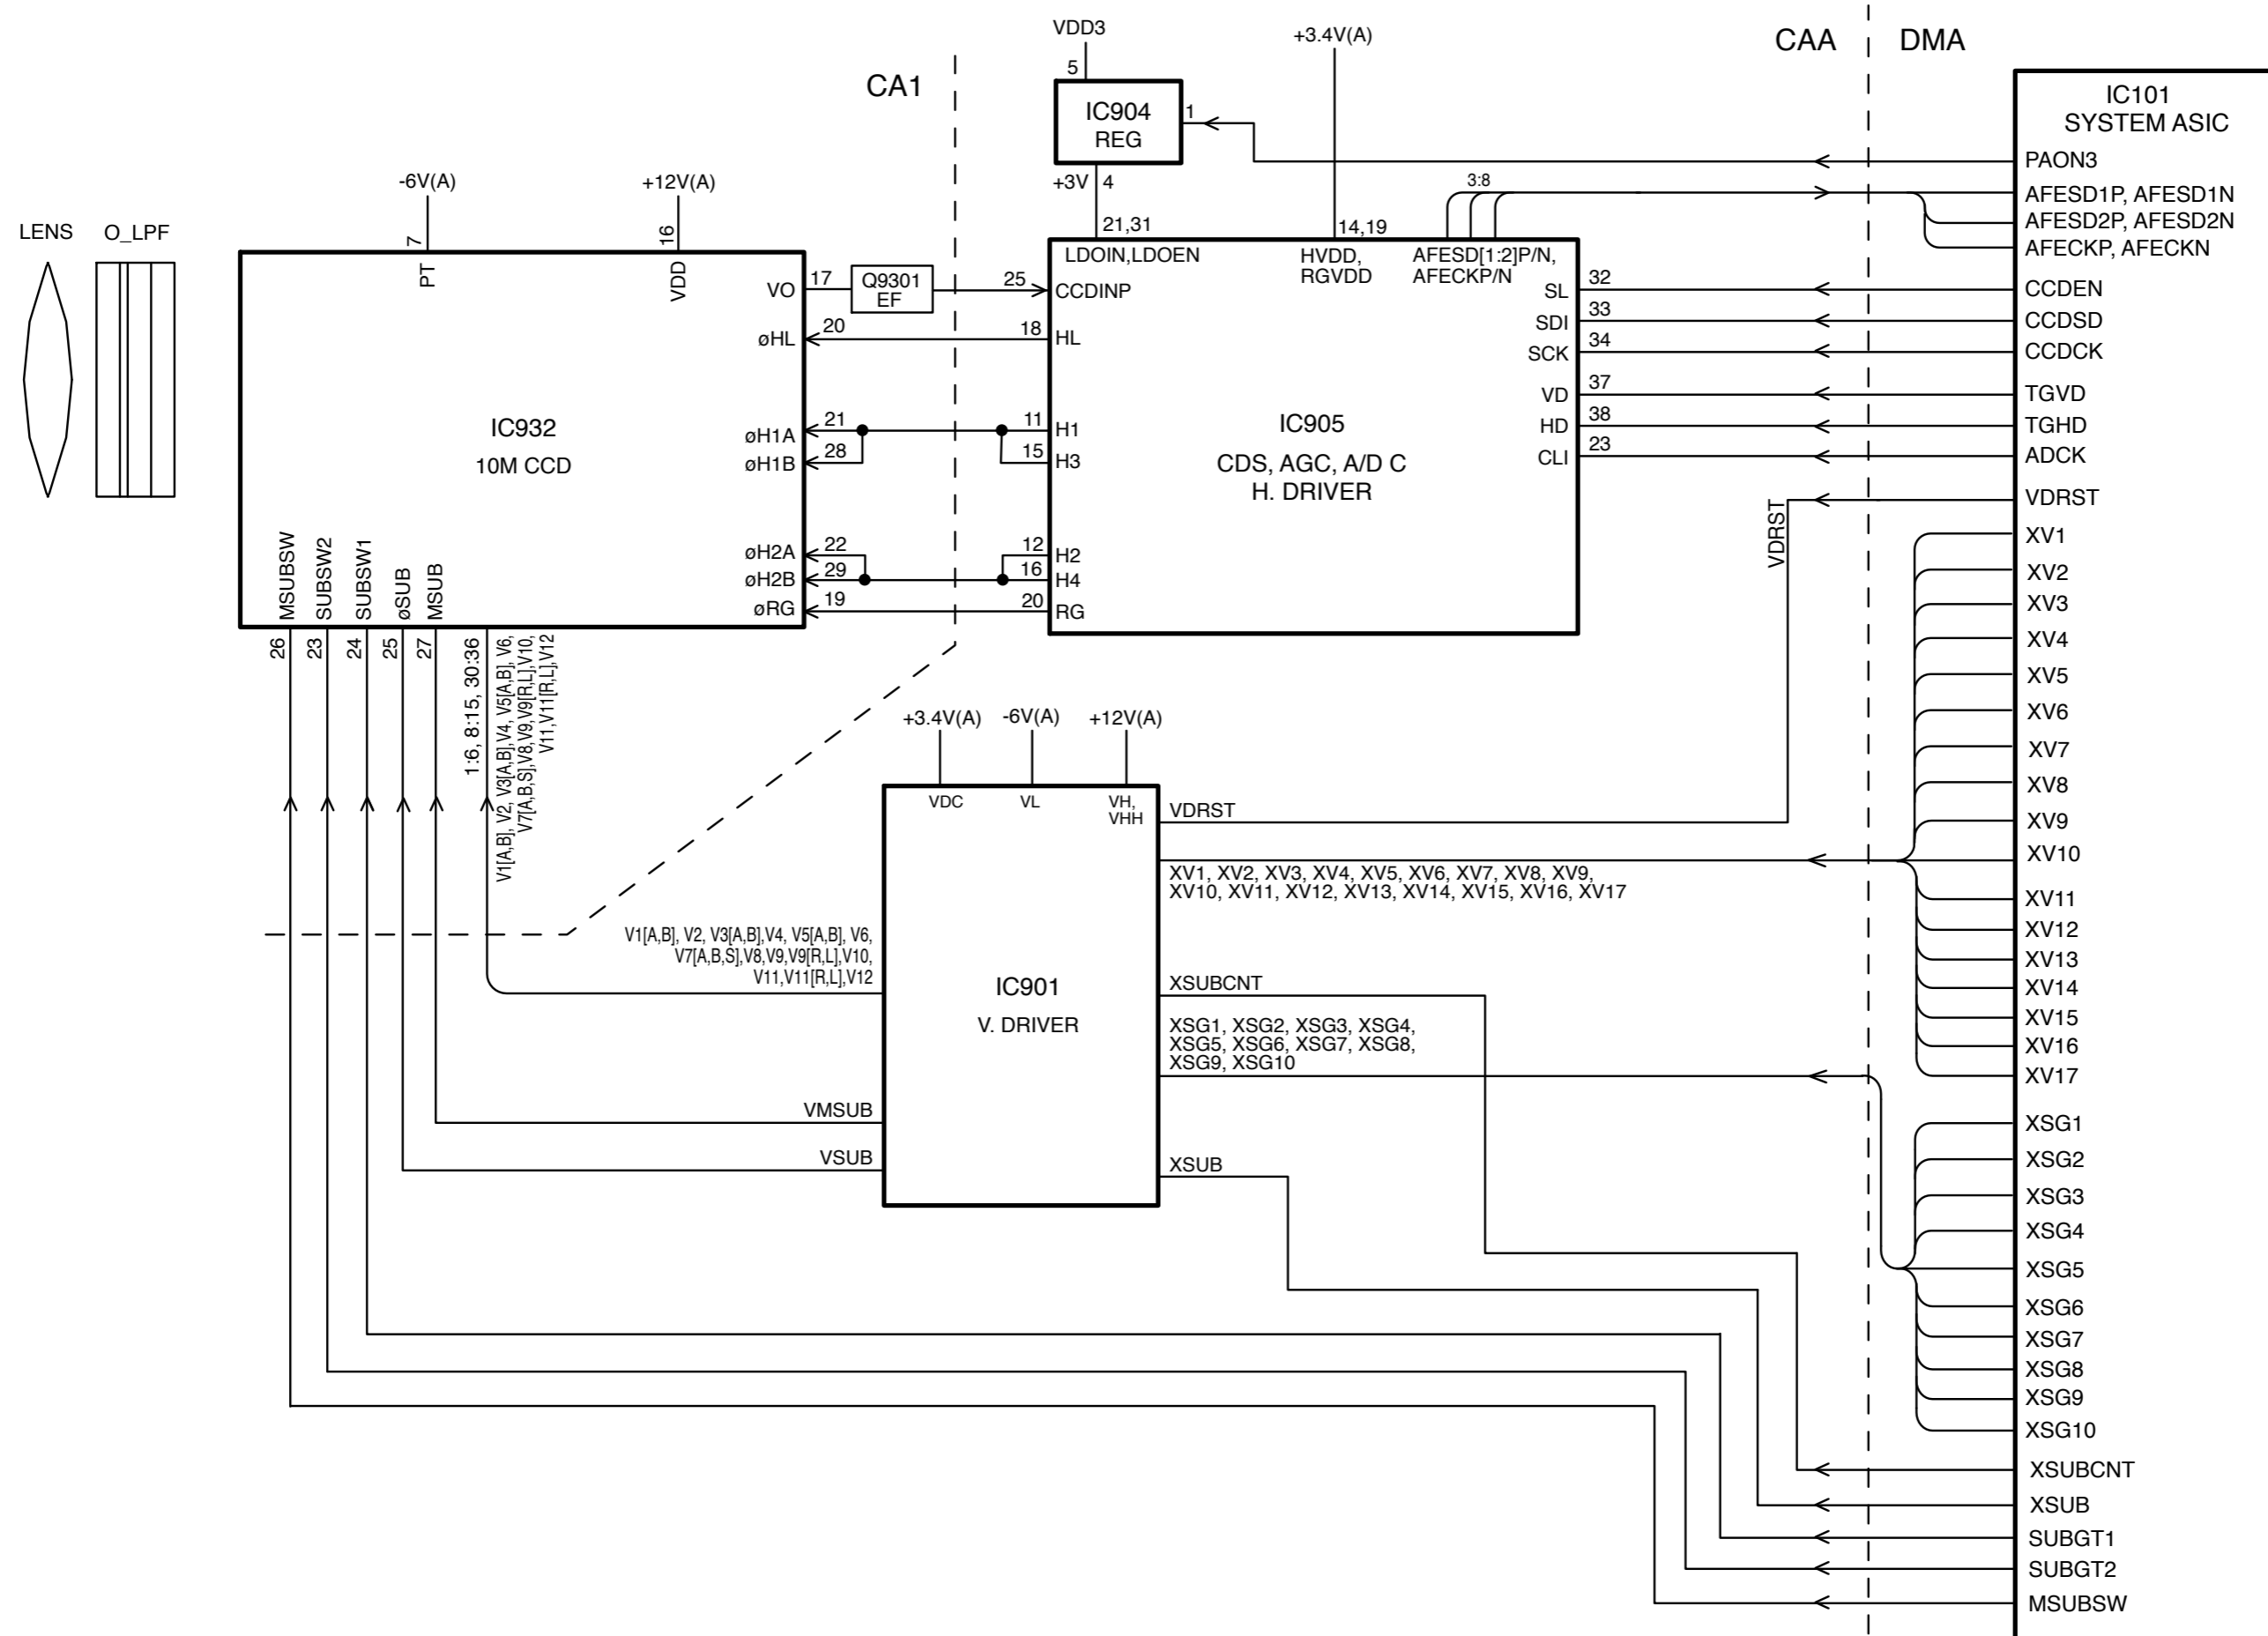 VDD3
+3.4V(A)
CAA
DMA
CA1
5
IC904
REG
1
+3V
4
IC101
SYSTEM ASIC
PAON3
AFESD1P, AFESD1N
AFESD2P, AFESD2N
AFECKP, AFECKN
CCDEN
CCDSD
CCDCK
TGVD
TGHD
ADCK
VDRST
XV1
XV2
XV3
XV4
XV5
XV6
XV7
XV8
XV9
XV10
XV11
XV12
XV13
XV14
XV15
XV16
XV17
XSG1
XSG2
XSG3
XSG4
XSG5
XSG6
XSG7
XSG8
XSG9
XSG10
XSUBCNT
XSUB
SUBGT1
SUBGT2
MSUBSW
LENS
O_LPF
-6V(A)
+12V(A)
7
16
PT
VDD
IC932
10M CCD
VO
17
Q9301
EF
25
øHL
20
18
øH1A
21
11
øH1B
28
15
øH2A
22
12
øH2B
29
16
øRG
19
20
MSUBSW
SUBSW2
SUBSW1
øSUB
MSUB
26
23
24
25
27
1:6, 8:15, 30:36
V1[A,B], V2, V3[A,B],V4, V5[A,B], V6,
V7[A,B,S],V8,V9,V9[R,L],V10,
V11,V11[R,L],V12
21,31
14,19
3:8
LDOIN,LDOEN
HVDD,
RGVDD
AFESD[1:2]P/N,
AFECKP/N
CCDINP
HL
H1
H3
H2
H4
RG
IC905
CDS, AGC, A/D C
H. DRIVER
SL
32
SDI
33
SCK
34
VD
37
HD
38
CLI
23
VDRST
+3.4V(A)
-6V(A)
+12V(A)
VDC
VL
VH,
VHH
IC901
V. DRIVER
VDRST
XV1, XV2, XV3, XV4, XV5, XV6, XV7, XV8, XV9,
XV10, XV11, XV12, XV13, XV14, XV15, XV16, XV17
V1[A,B], V2, V3[A,B],V4, V5[A,B], V6,
V7[A,B,S],V8,V9,V9[R,L],V10,
V11,V11[R,L],V12
XSUBCNT
XSG1, XSG2, XSG3, XSG4,
XSG5, XSG6, XSG7, XSG8,
XSG9, XSG10
VMSUB
VSUB
XSUB